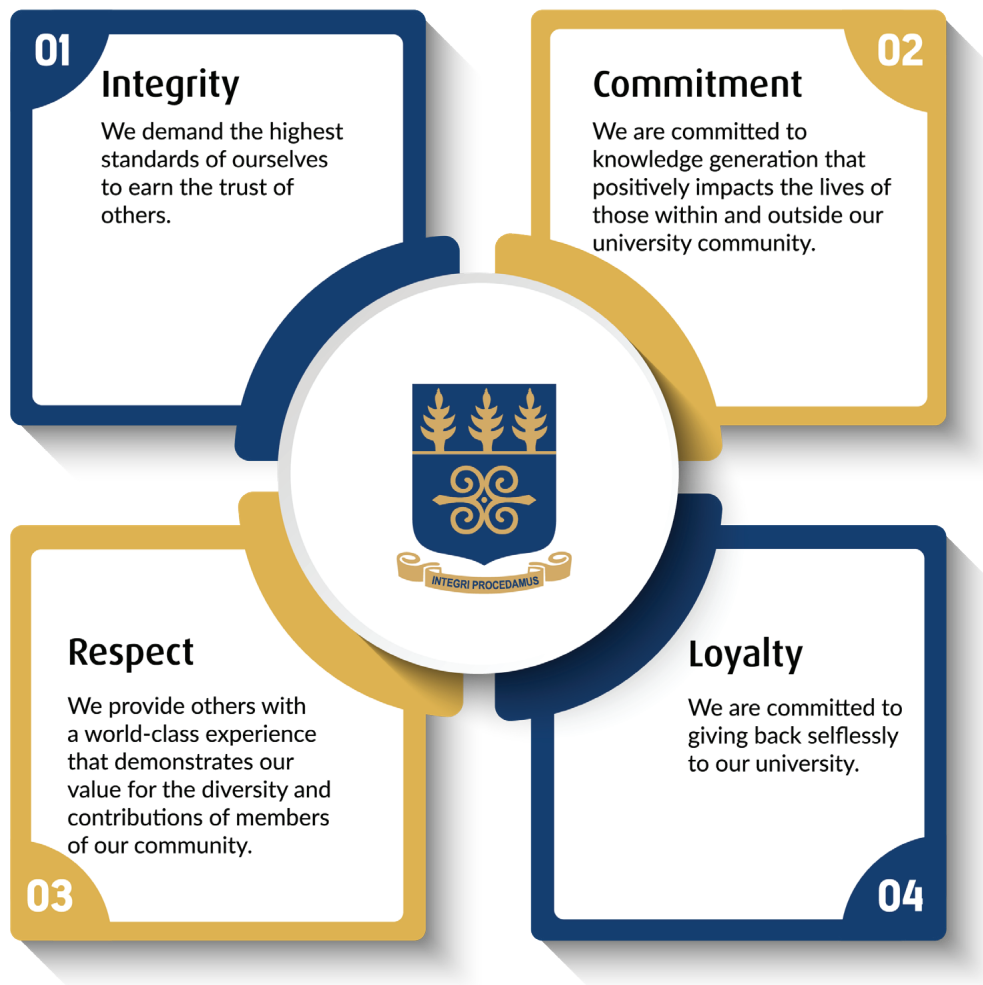 01
Integrity
We demand the highest
standards of ourselves
to earn the trust of
others.
02
Commitment
We are committed to
knowledge generation that
positively impacts the lives of
those within and outside our
university community.
INTEGRI PROCEDAMUS
Respect
We provide others with
a world-class experience
that demonstrates our
value for the diversity and
contributions of members
of our community.
03
Loyalty
We are committed to
giving back selflessly
to our university.
04